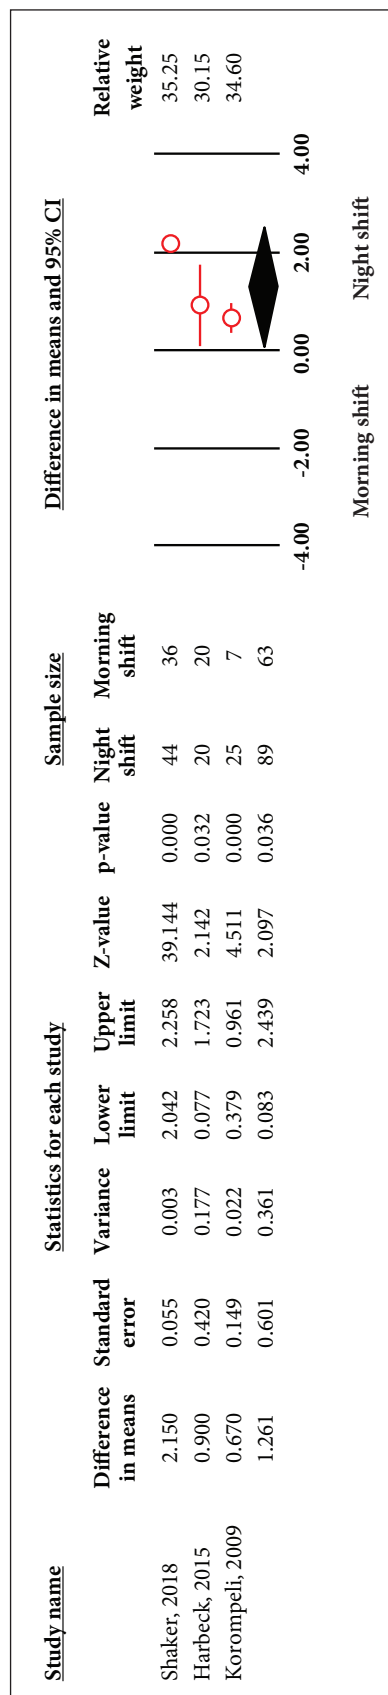 Study name Statistics for each study Sample size Difference in means and 95% CI
Difference in means Standard error Variance Lower limit Upper limit Z-value p-value Night shift Morning shift Relative weight
Shaker, 2018 2.150 0.055 0.003 2.042 2.258 39.144 0.000 44 36 35.25
Harbeck, 2015 0.900 0.420 0.177 0.077 1.723 2.142 0.032 20 20 30.15
Korompeli, 2009 0.670 0.149 0.022 0.379 0.961 4.511 0.000 25 7 34.60
1.261 0.601 0.361 0.083 2.439 2.097 0.036 89 63
-4.00 -2.00 0.00 2.00 4.00
Morning shift Night shift